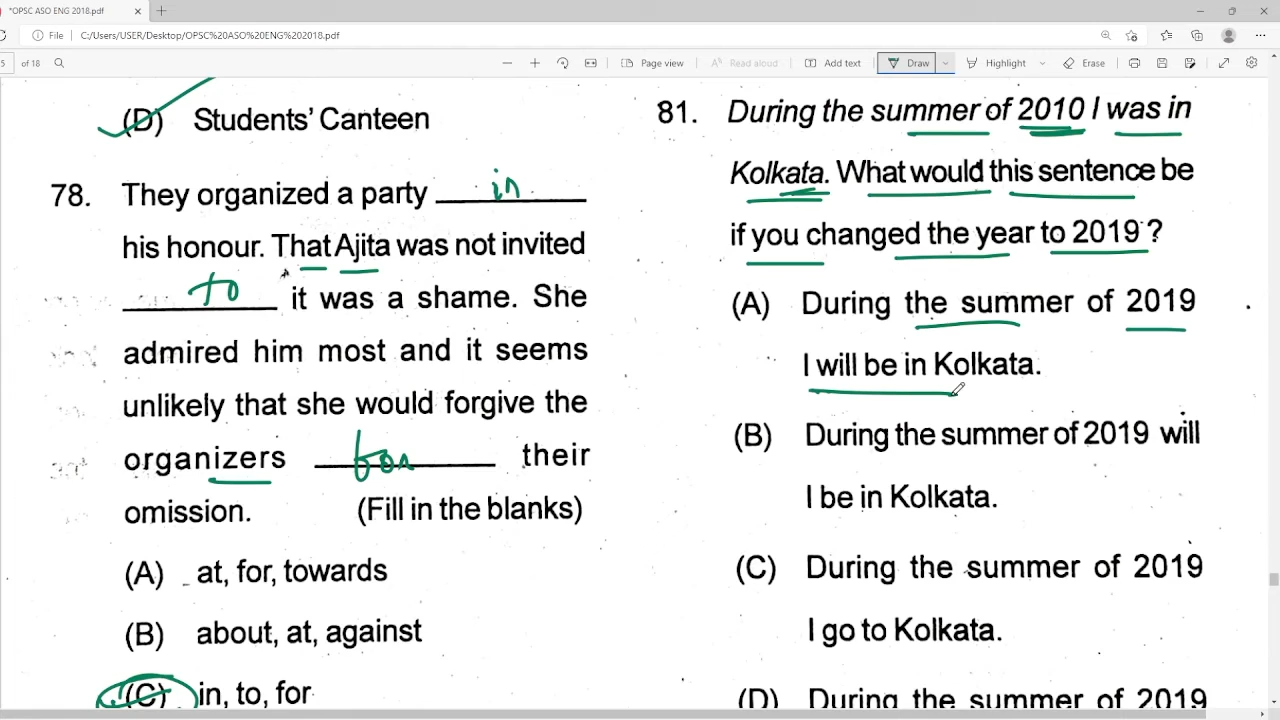 *OPSC ASO ENG 2018.pdf
File
C:/Users/USER/Desktop/OPSC%20ASO%20ENG%202018.pdf
5 of 18
Page view
Read aloud
Add text
Draw
Highlight
Erase
(D) Students' Canteen
78. They organized a party in
his honour. That Ajita was not invited
to it was a shame. She
admired him most and it seems
unlikely that she would forgive the
organizers for their
omission. (Fill in the blanks)
(A) at, for, towards
(B) about, at, against
(C) in, to, for
81. During the summer of 2010 I was in
Kolkata. What would this sentence be
if you changed the year to 2019 ?
(A) During the summer of 2019
I will be in Kolkata.
(B) During the summer of 2019 will
I be in Kolkata.
(C) During the summer of 2019
I go to Kolkata.
(D) During the summer of 2019